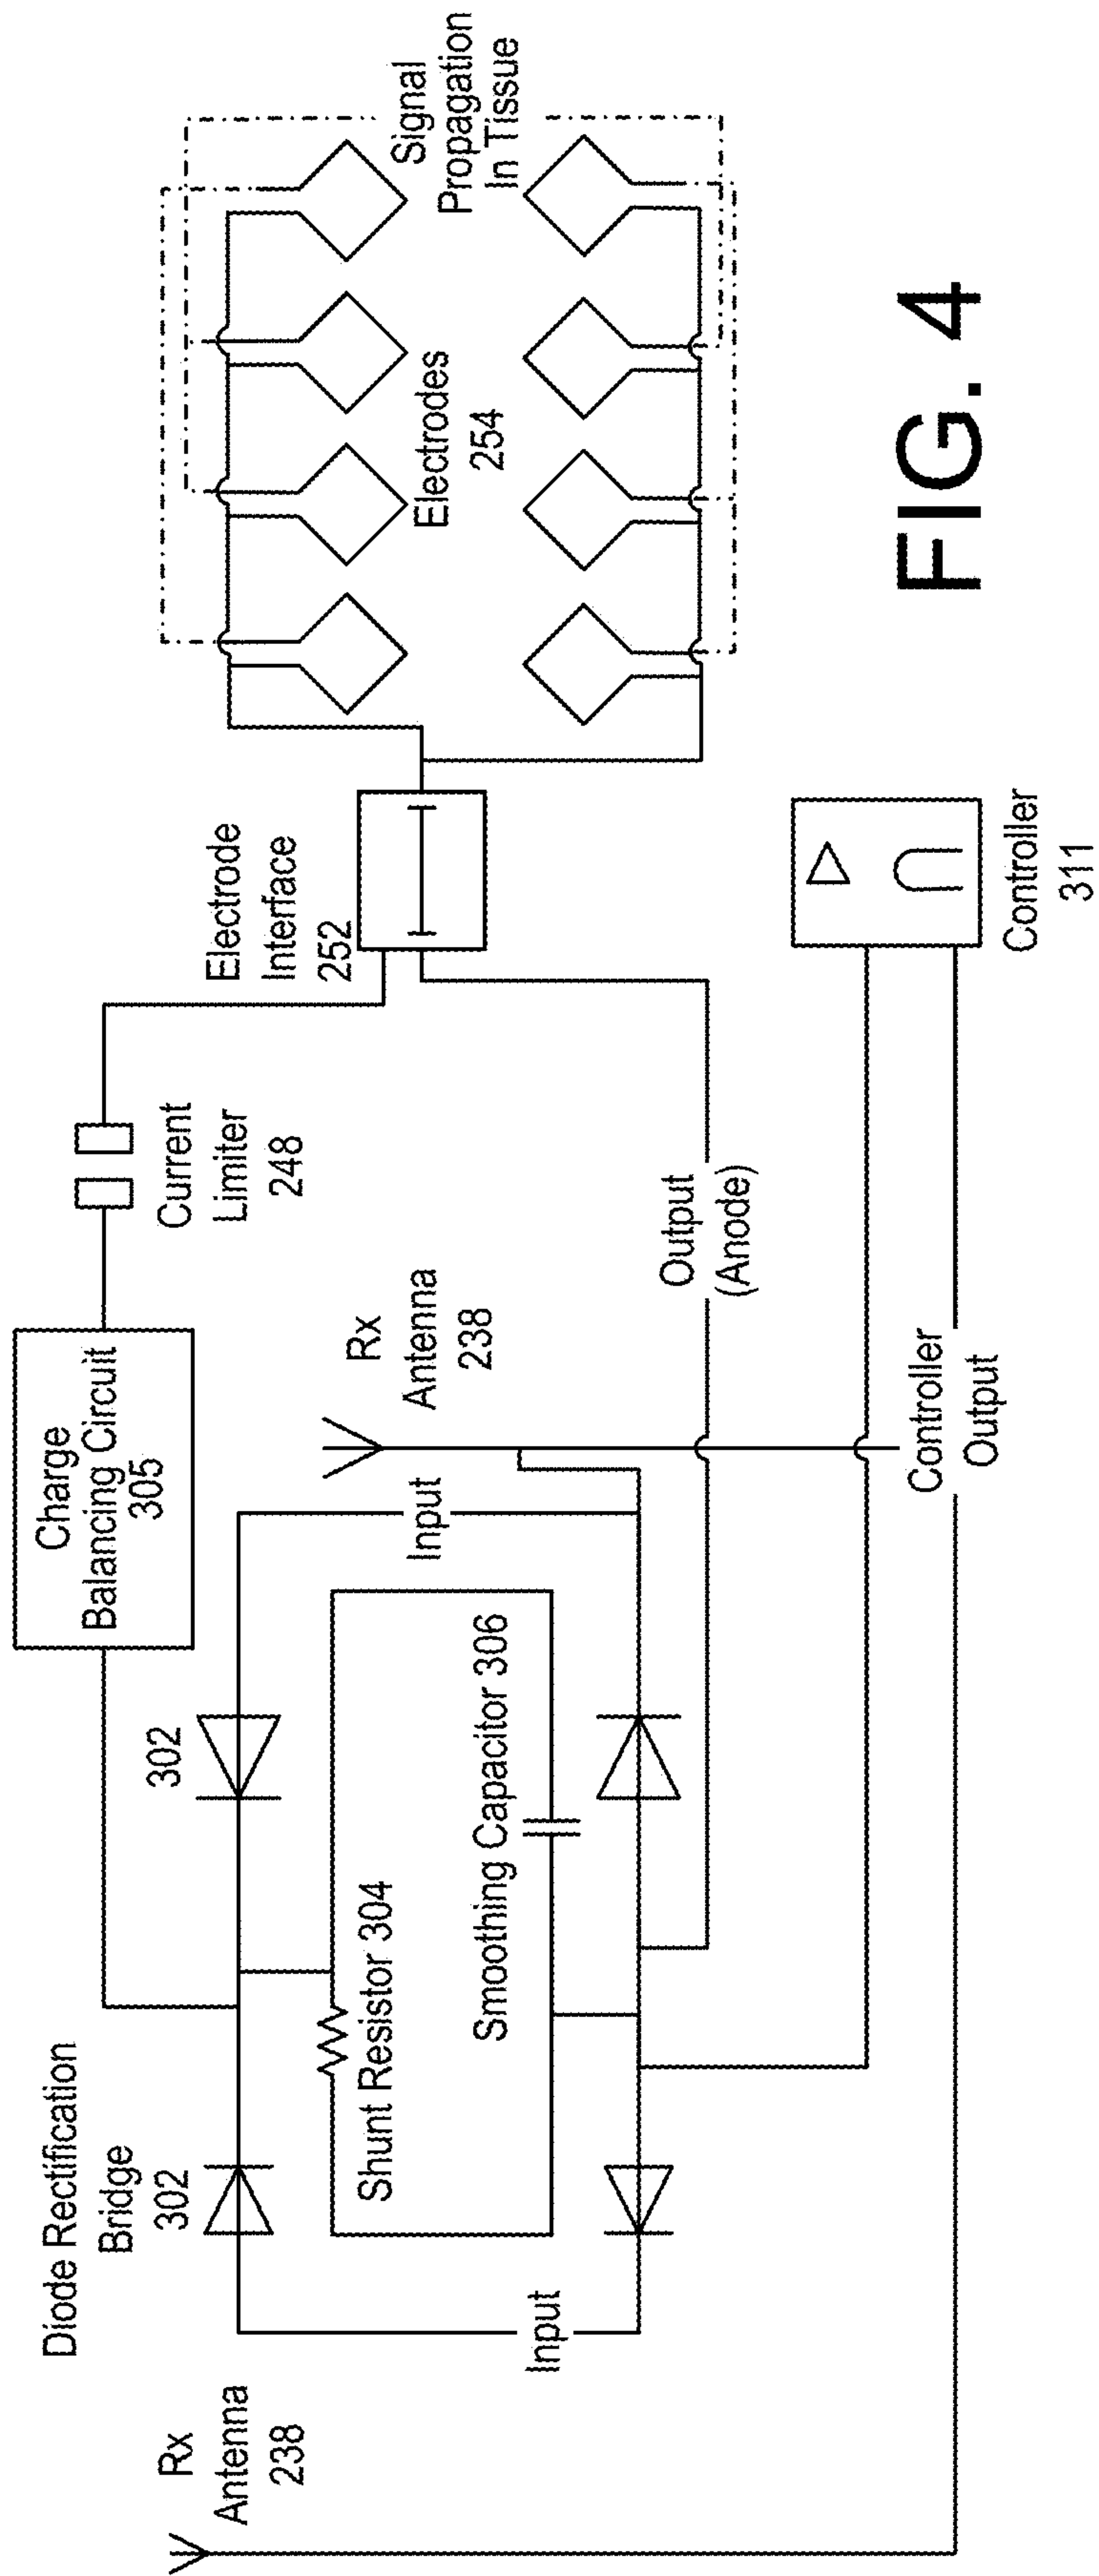 Rx
Antenna
238
Diode Rectification
Bridge
302
302
Charge
Balancing Circuit
305
Current
Limiter
248
Electrode
Interface
252
Shunt Resistor 304
Smoothing Capacitor 306
Input
Input
Rx
Antenna
238
Output
(Anode)
Controller
Output
Controller
311
Electrodes
254
Signal
Propagation
In Tissue
FIG. 4